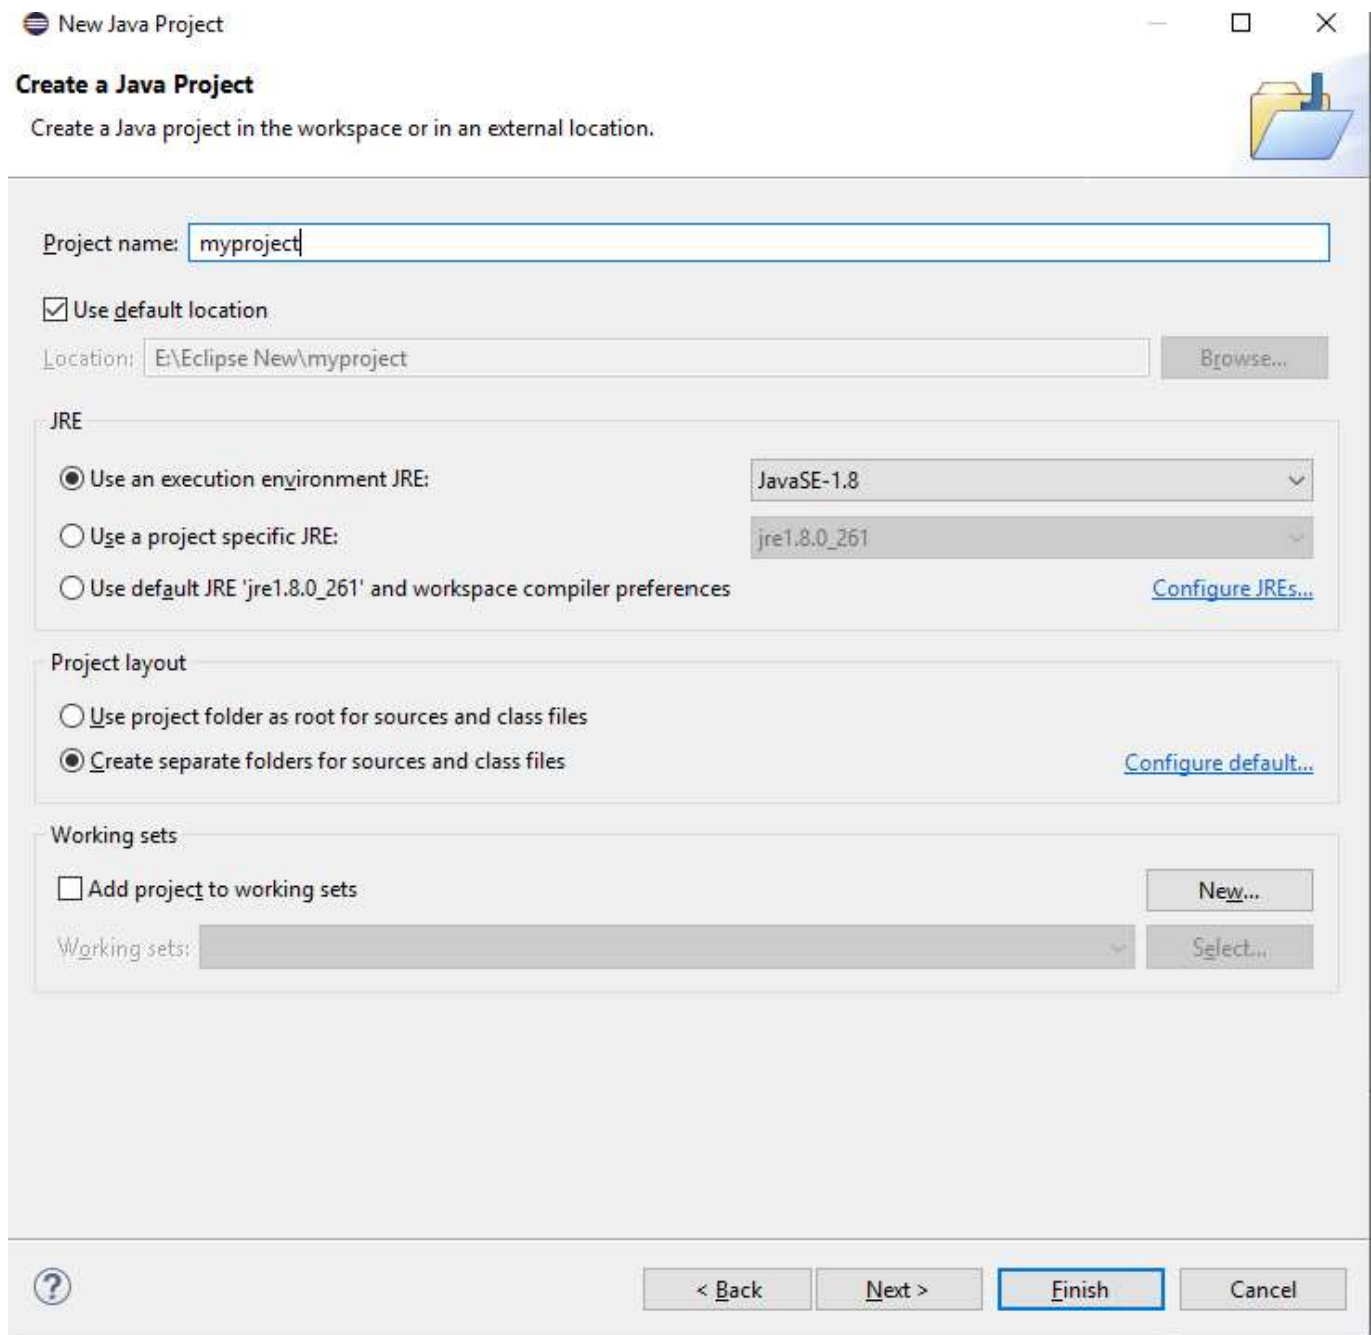 New Java Project
Create a Java Project
Create a Java project in the workspace or in an external location.
Project name: myproject
Use default location
Location: E:\Eclipse New\myproject Browse...
JRE
Use an execution environment JRE: JavaSE-1.8
Use a project specific JRE: jre1.8.0_261
Use default JRE 'jre1.8.0_261' and workspace compiler preferences Configure JREs...
Project layout
Use project folder as root for sources and class files
Create separate folders for sources and class files Configure default...
Working sets
Add project to working sets New...
Working sets: Select...
? < Back Next > Finish Cancel